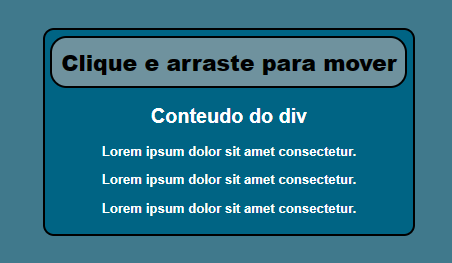 Clique e arraste para mover
Conteudo do div
Lorem ipsum dolor sit amet consectetur.
Lorem ipsum dolor sit amet consectetur.
Lorem ipsum dolor sit amet consectetur.